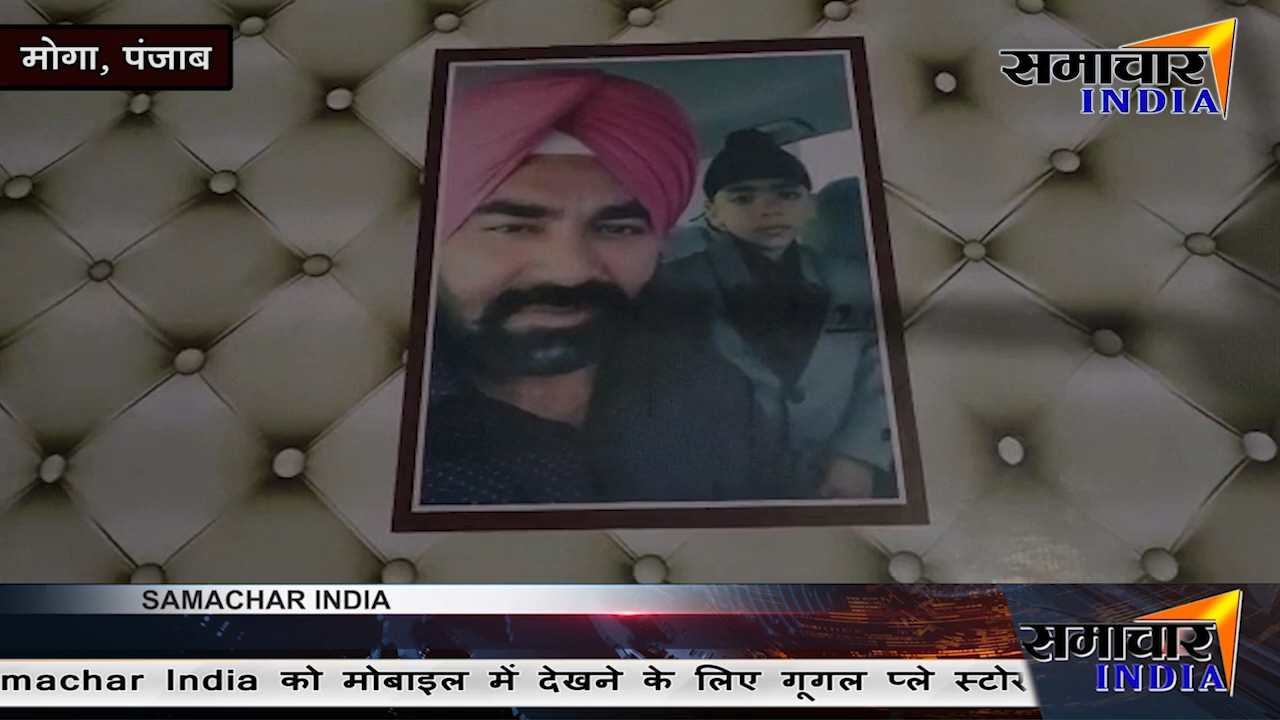 मोगा, पंजाब
समाचार
INDIA
SAMACHAR INDIA
machar India को मोबाइल में देखने के लिए गूगल प्ले स्टोर
समाचार
INDIA